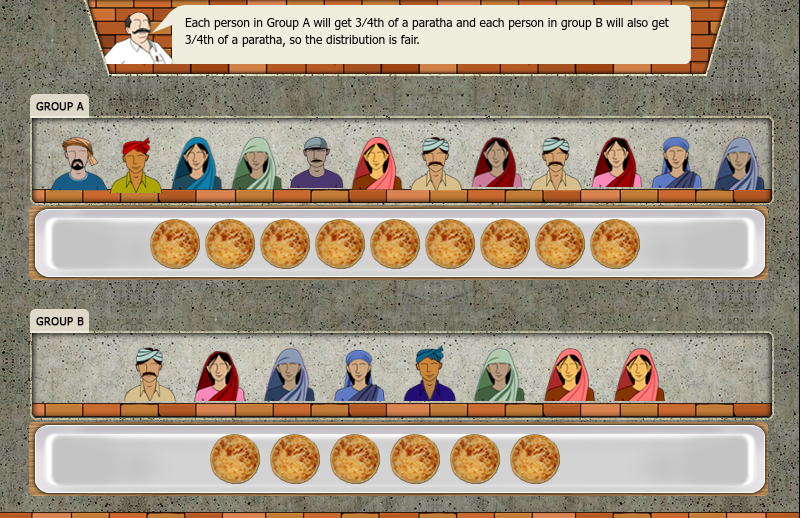 Each person in Group A will get 3/4th of a paratha and each person in group B will also get
3/4th of a paratha, so the distribution is fair.
GROUP A
GROUP B